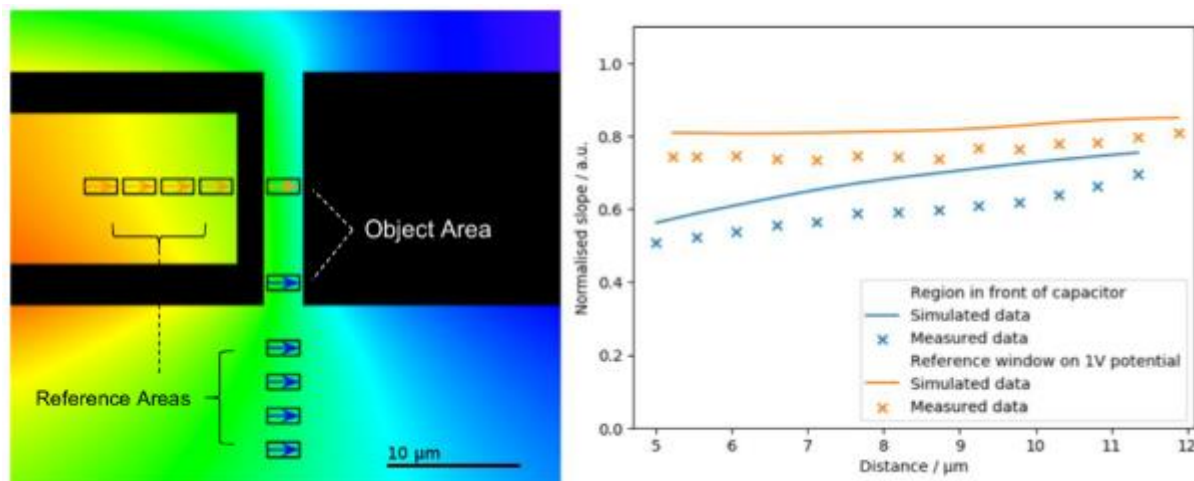 Object Area
Reference Areas
10 μm
Normalised slope / a.u.
1.0
0.8
0.6
0.4
0.2
0.0
Region in front of capacitor
Simulated data
Measured data
Reference window on 1V potential
Simulated data
Measured data
5 6 7 8 9 10 11 12
Distance / μm